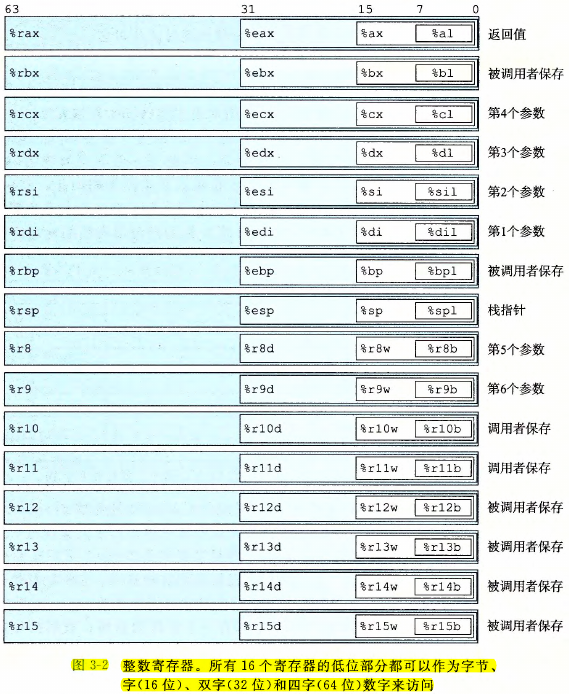 63 31 15 7 0
%rax %eax %ax %al 返回值
%rbx %ebx %bx %bl 被调用者保存
%rcx %ecx %cx %cl 第4个参数
%rdx %edx %dx %dl 第3个参数
%rsi %esi %si %sil 第2个参数
%rdi %edi %di %dil 第1个参数
%rbp %ebp %bp %bpl 被调用者保存
%rsp %esp %sp %spl 栈指针
%r8 %r8d %r8w %r8b 第5个参数
%r9 %r9d %r9w %r9b 第6个参数
%r10 %r10d %r10w %r10b 调用者保存
%r11 %r11d %r11w %r11b 调用者保存
%r12 %r12d %r12w %r12b 被调用者保存
%r13 %r13d %r13w %r13b 被调用者保存
%r14 %r14d %r14w %r14b 被调用者保存
%r15 %r15d %r15w %r15b 被调用者保存
图 3-2 整数寄存器。所有 16 个寄存器的低位部分都可以作为字节、
字(16 位)、双字(32 位)和四字(64 位)数字来访问